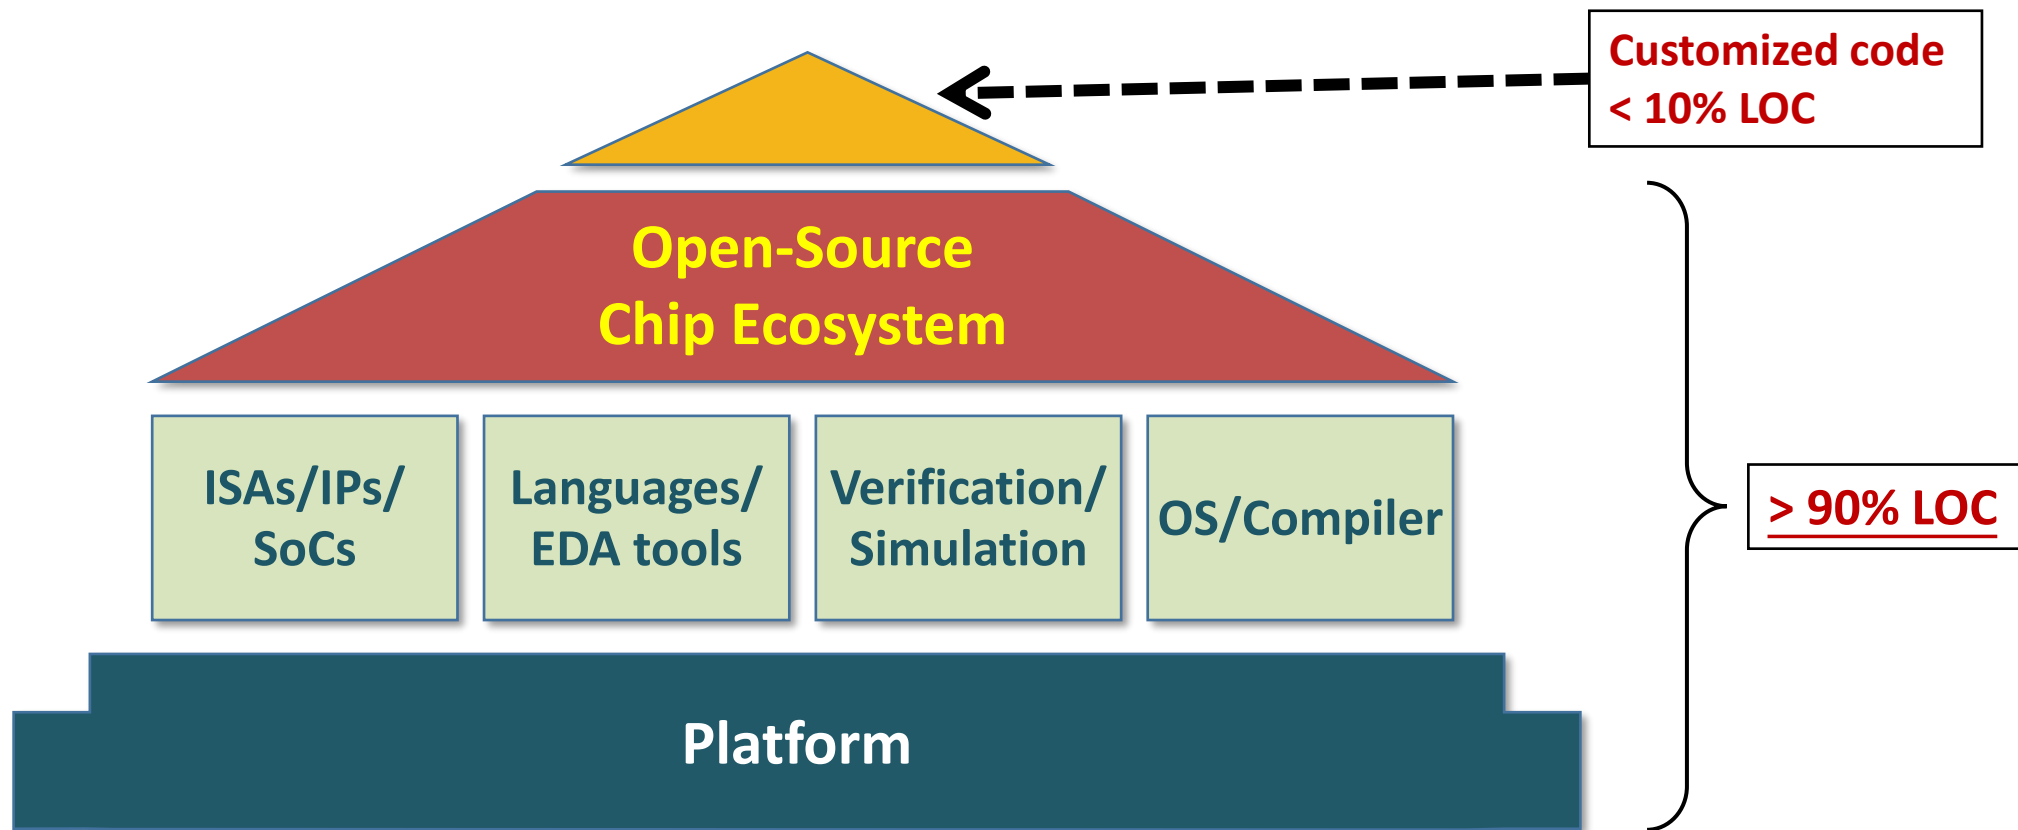 Customized code
< 10% LOC
Open-Source
Chip Ecosystem
ISAs/IPs/
SoCs
Languages/
EDA tools
Verification/
Simulation
OS/Compiler
> 90% LOC
Platform